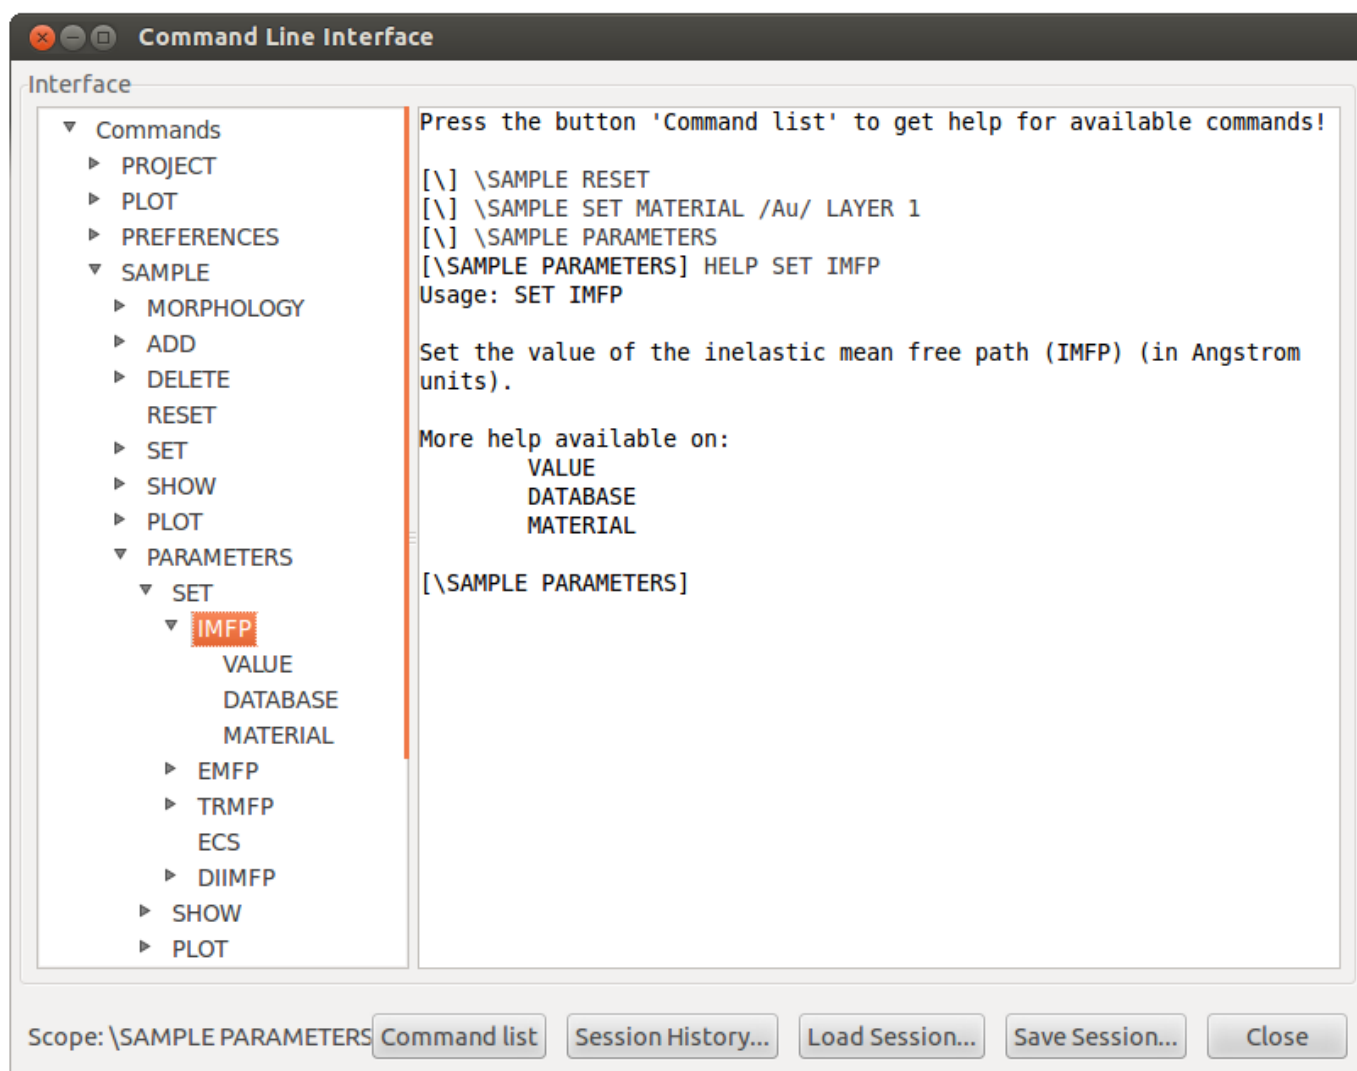 Command Line Interface
Interface
Commands
PROJECT
PLOT
PREFERENCES
SAMPLE
MORPHOLOGY
ADD
DELETE
RESET
SET
SHOW
PLOT
PARAMETERS
SET
IMFP
VALUE
DATABASE
MATERIAL
EMFP
TRMFP
ECS
DIIMFP
SHOW
PLOT
Press the button 'Command list' to get help for available commands!
[\] \SAMPLE RESET
[\] \SAMPLE SET MATERIAL /Au/ LAYER 1
[\] \SAMPLE PARAMETERS
[\SAMPLE PARAMETERS] HELP SET IMFP
Usage: SET IMFP
Set the value of the inelastic mean free path (IMFP) (in Angstrom
units).
More help available on:
VALUE
DATABASE
MATERIAL
[\SAMPLE PARAMETERS]
Scope: \SAMPLE PARAMETERS Command list Session History... Load Session... Save Session... Close